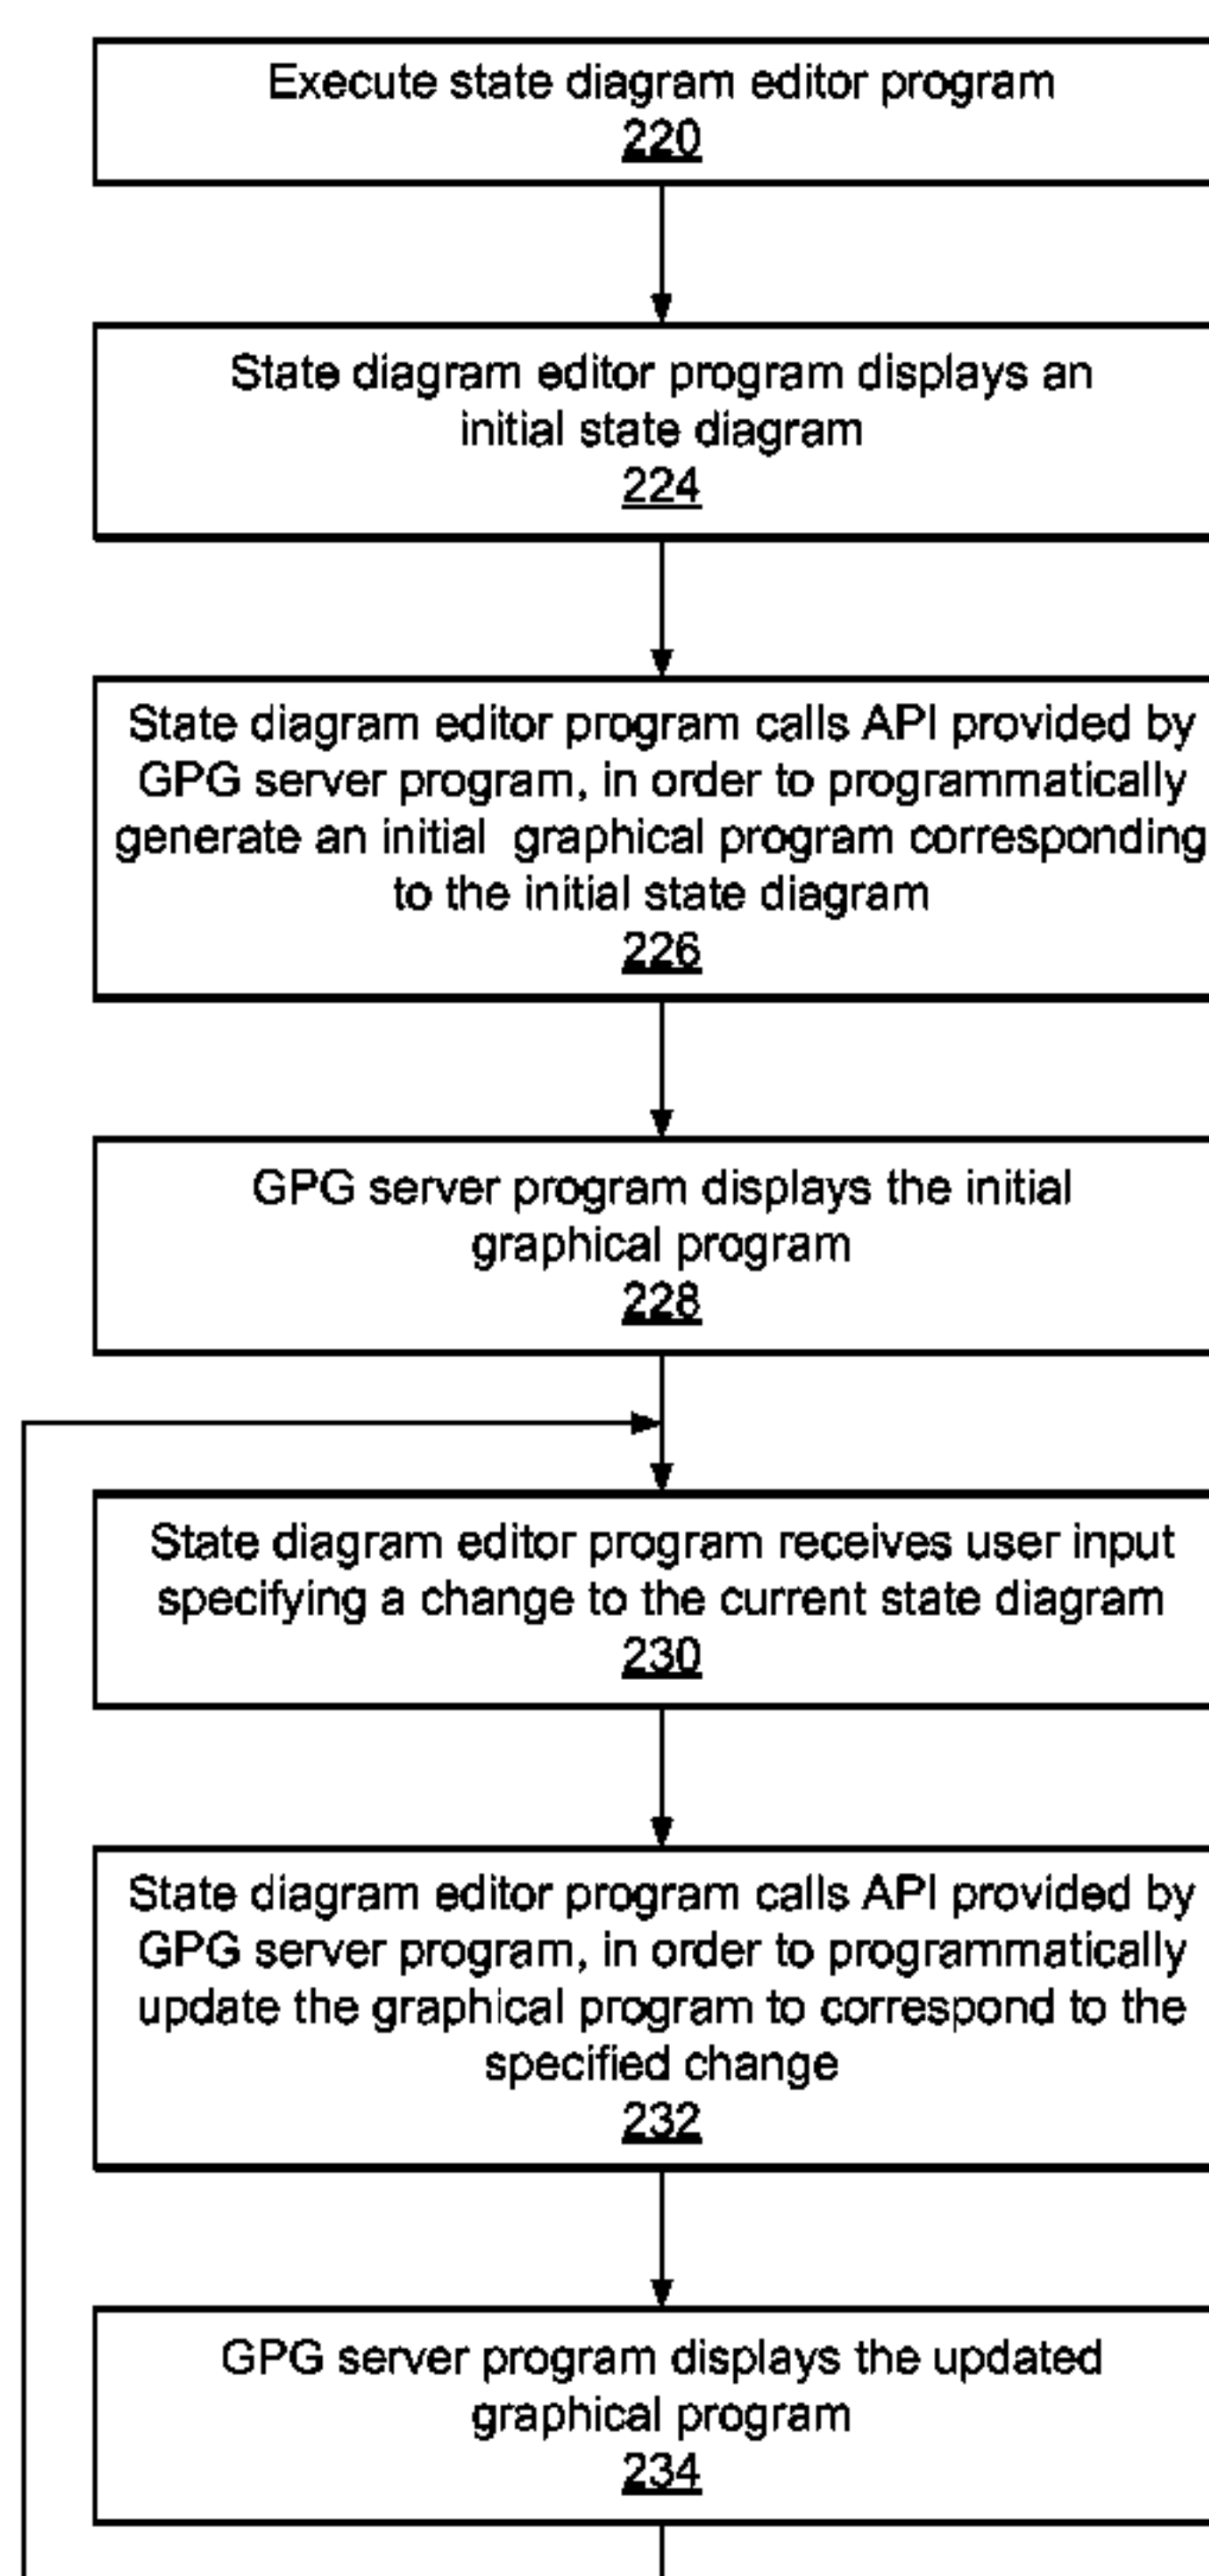 Execute state diagram editor program
220
State diagram editor program displays an
initial state diagram
224
State diagram editor program calls API provided by
GPG server program, in order to programmatically
generate an initial graphical program corresponding
to the initial state diagram
226
GPG server program displays the initial
graphical program
228
State diagram editor program receives user input
specifying a change to the current state diagram
230
State diagram editor program calls API provided by
GPG server program, in order to programmatically
update the graphical program to correspond to the
specified change
232
GPG server program displays the updated
graphical program
234